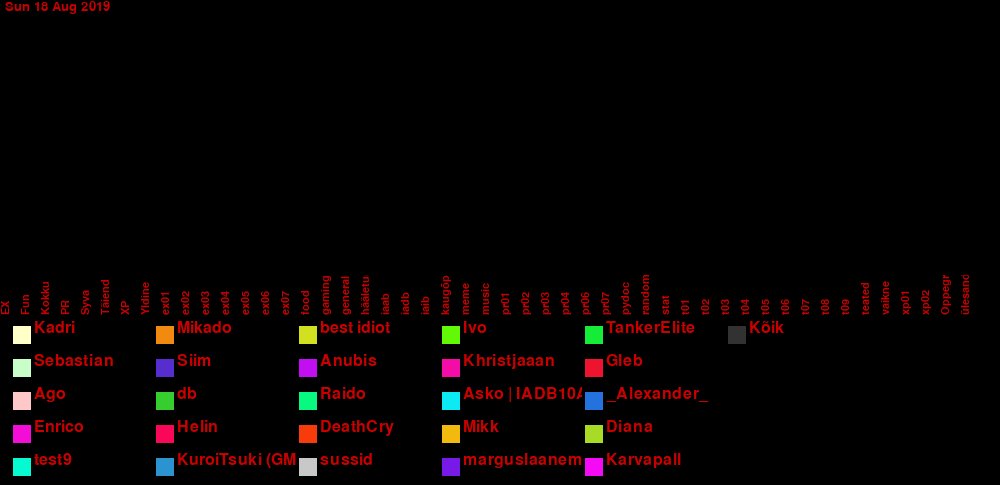 Sun 18 Aug 2019
EX Fun Kokku PR Syva Täiend XP Yldine ex01 ex02 ex03 ex04 ex05 ex06 ex07 food gaming general hääletu iaab iadb iaib kaugõp meme music pr01 pr02 pr03 pr04 pr06 pr07 pydoc random stat t01 t02 t03 t04 t05 t06 t07 t08 t09 teated vaikne xp01 xp02 Õppegr ülesand
Kadri Mikado best idiot Ivo TankerElite Kõik
Sebastian Siim Anubis Khristjaaan Gleb
Ago db Raido Asko | IADB10A _Alexander_
Enrico Helin DeathCry Mikk Diana
test9 KuroiTsuki (GM sussid marguslaanem Karvapall